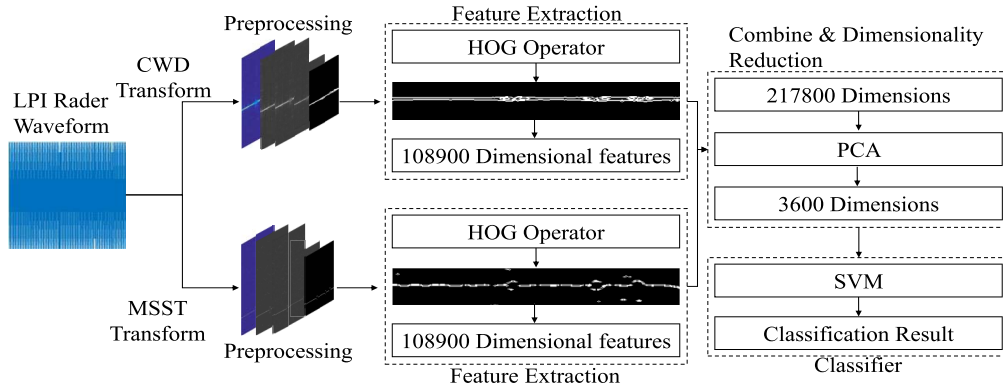 LPI Rader
Waveform
CWD
Transform
Preprocessing
Feature Extraction
HOG Operator
108900 Dimensional features
MSST
Transform
Preprocessing
HOG Operator
108900 Dimensional features
Feature Extraction
Combine & Dimensionality
Reduction
217800 Dimensions
PCA
3600 Dimensions
SVM
Classification Result
Classifier